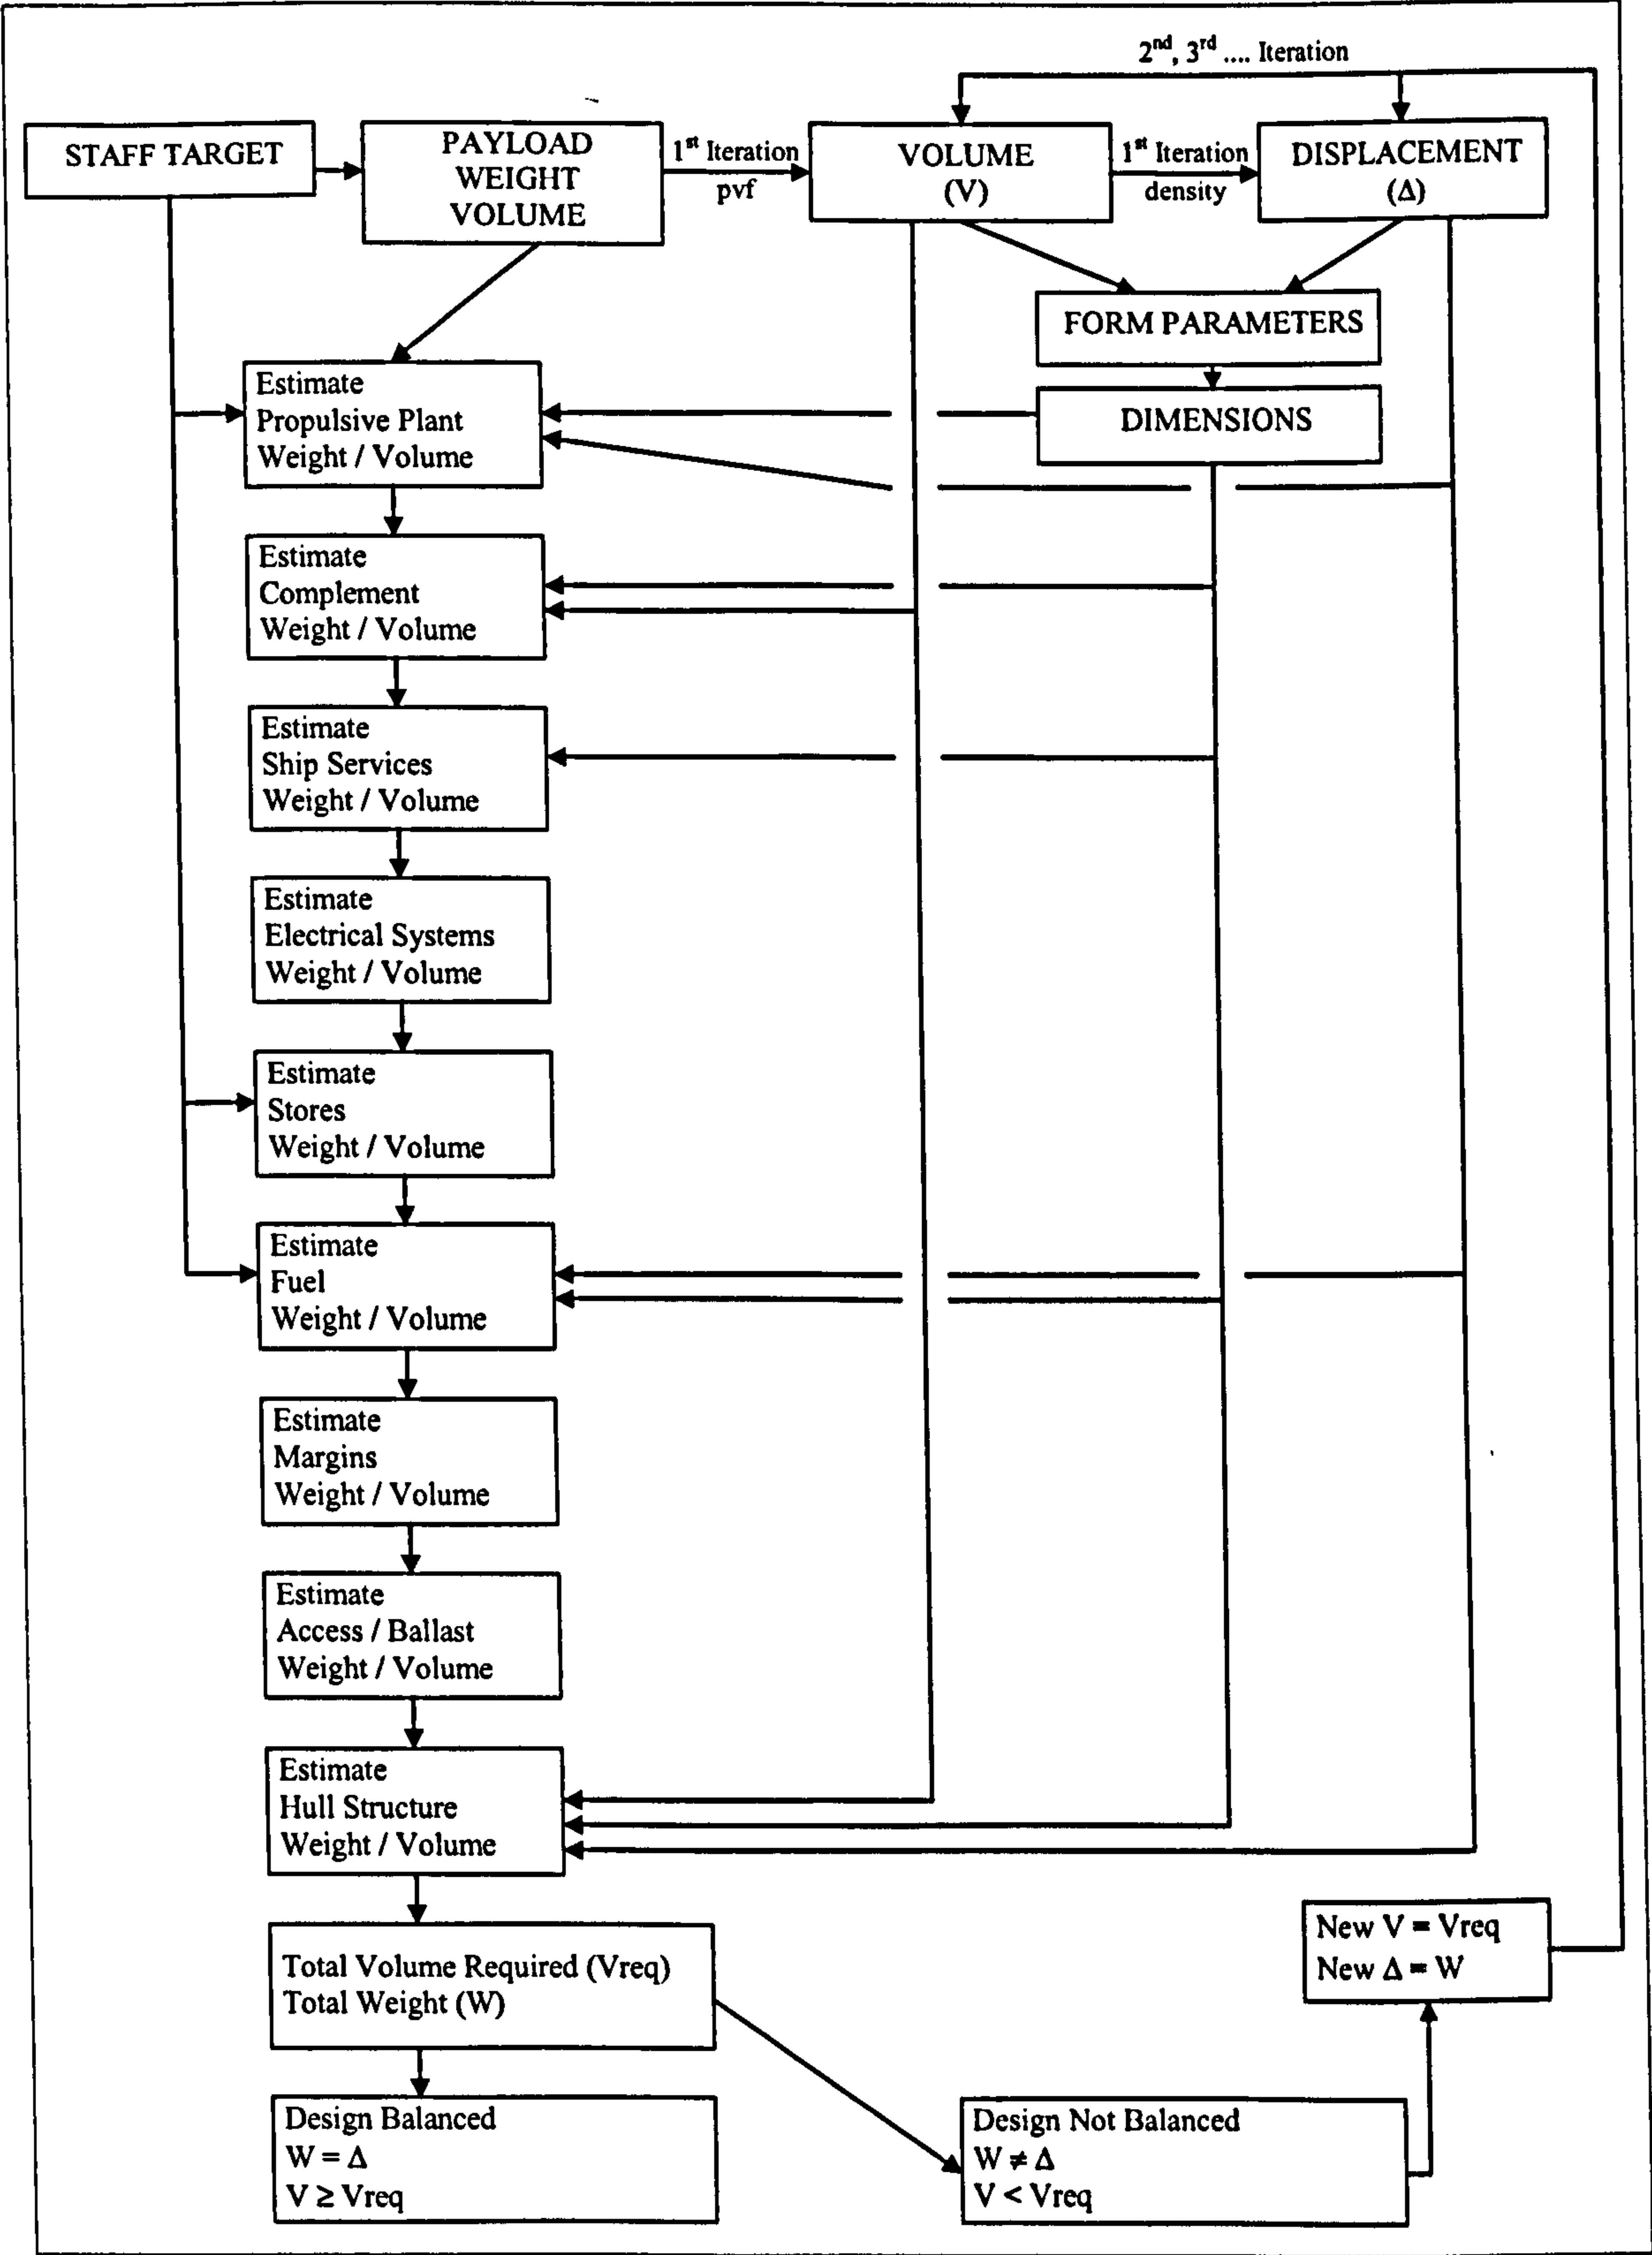 2nd, 3rd .... Iteration
STAFF TARGET
PAYLOAD
WEIGHT
VOLUME
1st Iteration
pvf
VOLUME
(V)
1st Iteration
density
DISPLACEMENT
(Δ)
FORM PARAMETERS
DIMENSIONS
Estimate
Propulsive Plant
Weight / Volume
Estimate
Complement
Weight / Volume
Estimate
Ship Services
Weight / Volume
Estimate
Electrical Systems
Weight / Volume
Estimate
Stores
Weight / Volume
Estimate
Fuel
Weight / Volume
Estimate
Margins
Weight / Volume
Estimate
Access / Ballast
Weight / Volume
Estimate
Hull Structure
Weight / Volume
Total Volume Required (Vreq)
Total Weight (W)
New V = Vreq
New Δ = W
Design Balanced
W = Δ
V ≥ Vreq
Design Not Balanced
W ≠ Δ
V < Vreq